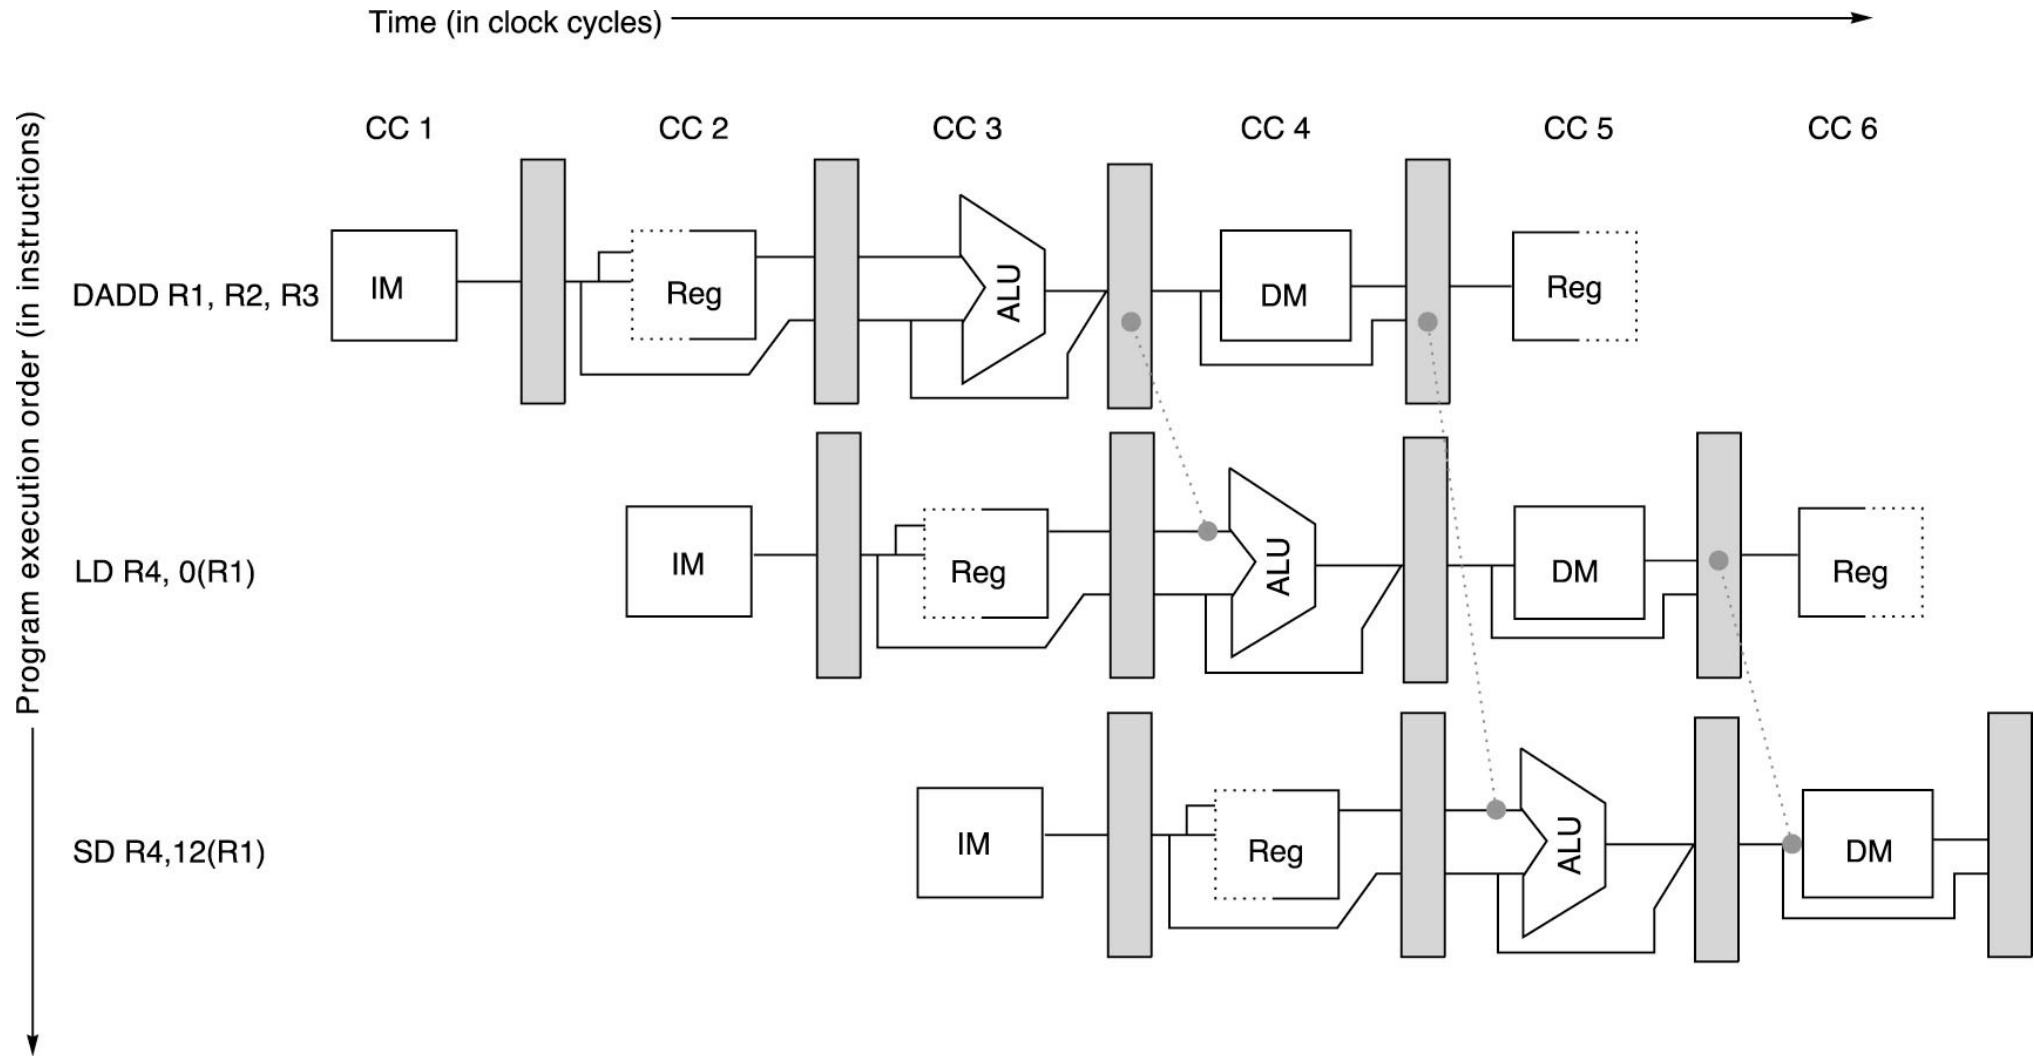 Time (in clock cycles)
Program execution order (in instructions)
CC 1 CC 2 CC 3 CC 4 CC 5 CC 6
DADD R1, R2, R3 IM Reg ALU DM Reg
LD R4, 0(R1) IM Reg ALU DM Reg
SD R4,12(R1) IM Reg ALU DM